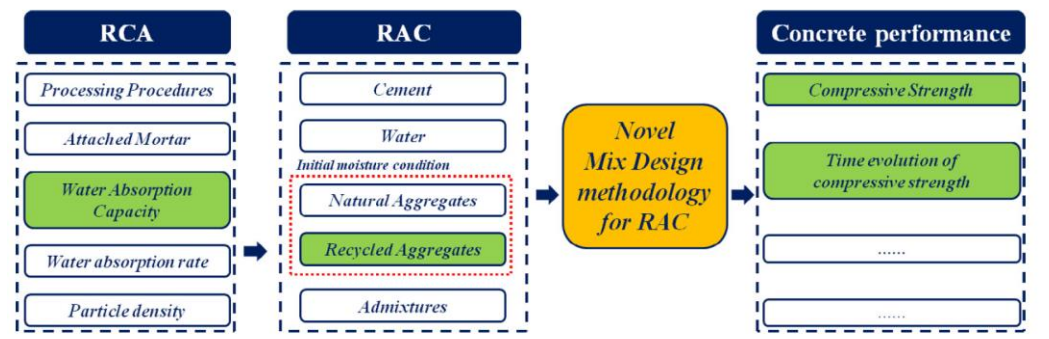 RCA
Processing Procedures
Attached Mortar
Water Absorption
Capacity
Water absorption rate
Particle density
RAC
Cement
Water
Initial moisture condition
Natural Aggregates
Recycled Aggregates
Admixtures
Novel
Mix Design
methodology
for RAC
Concrete performance
Compressive Strength
Time evolution of
compressive strength
......
......